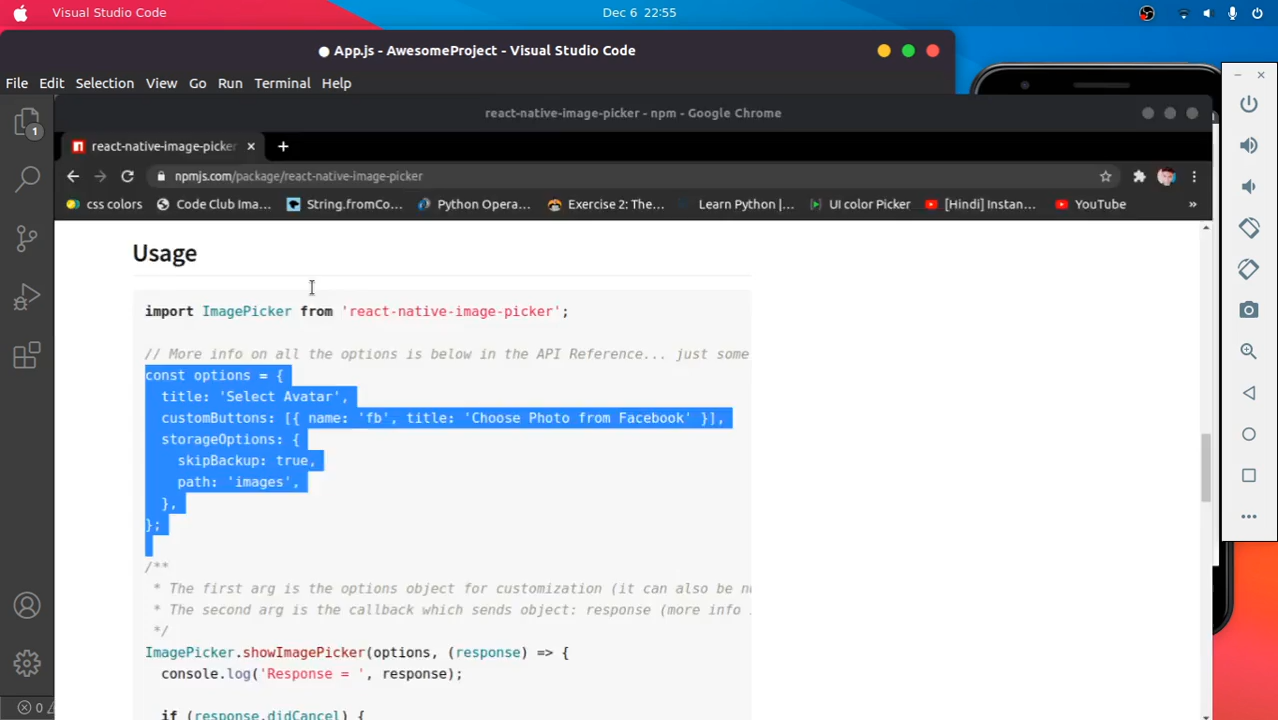 Visual Studio Code
Dec 6 22:55
● App.js - AwesomeProject - Visual Studio Code
File Edit Selection View Go Run Terminal Help
react-native-image-picker - npm - Google Chrome
1
react-native-image-picker
npmjs.com/package/react-native-image-picker
css colors Code Club Ima... String.fromCo... Python Opera... Exercise 2: The... Learn Python |... UI color Picker [Hindi] Instan... YouTube »
Usage
import ImagePicker from 'react-native-image-picker';
// More info on all the options is below in the API Reference... just some
const options = {
title: 'Select Avatar',
customButtons: [{ name: 'fb', title: 'Choose Photo from Facebook' }],
storageOptions: {
skipBackup: true,
path: 'images',
},
};
/**
* The first arg is the options object for customization (it can also be nu
* The second arg is the callback which sends object: response (more info
*/
ImagePicker.showImagePicker(options, (response) => {
console.log('Response = ', response);
if (response.didCancel) {
0